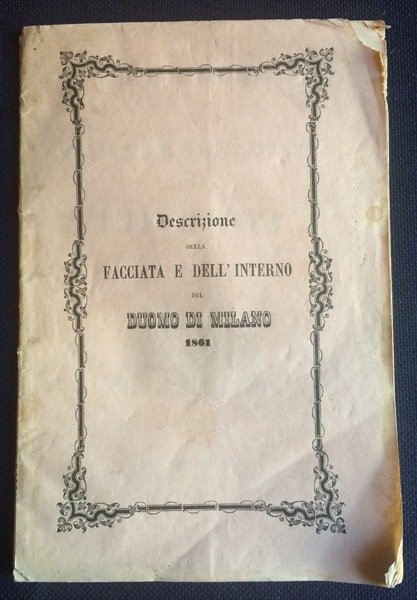 Descrizione
DELLA
FACCIATA E DELL' INTERNO
DEL
DUOMO DI MILANO
1861